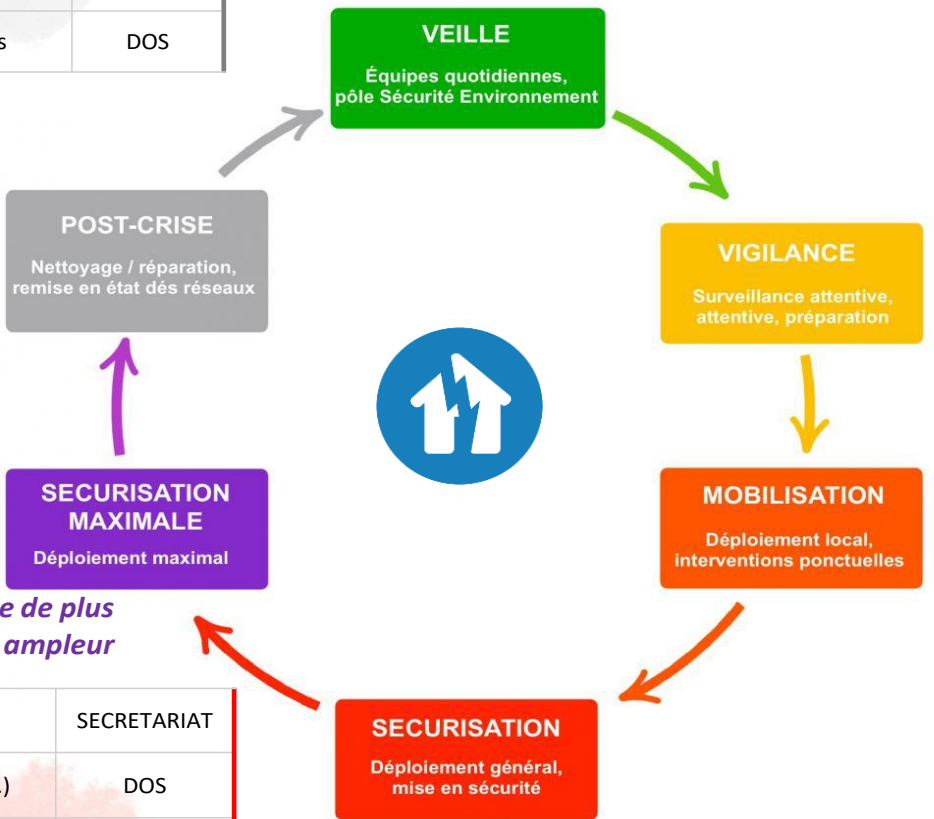 s
DOS
VEILLE
Équipes quotidiennes,
pôle Sécurité Environnement
POST-CRISE
Nettoyage / réparation,
remise en état dés réseaux
VIGILANCE
Surveillance attentive,
attentive, préparation
SECURISATION
MAXIMALE
Déploiement maximal
MOBILISATION
Déploiement local,
interventions ponctuelles
e de plus
ampleur
SECURISATION
Déploiement général,
mise en sécurité
SECRETARIAT
.)
DOS